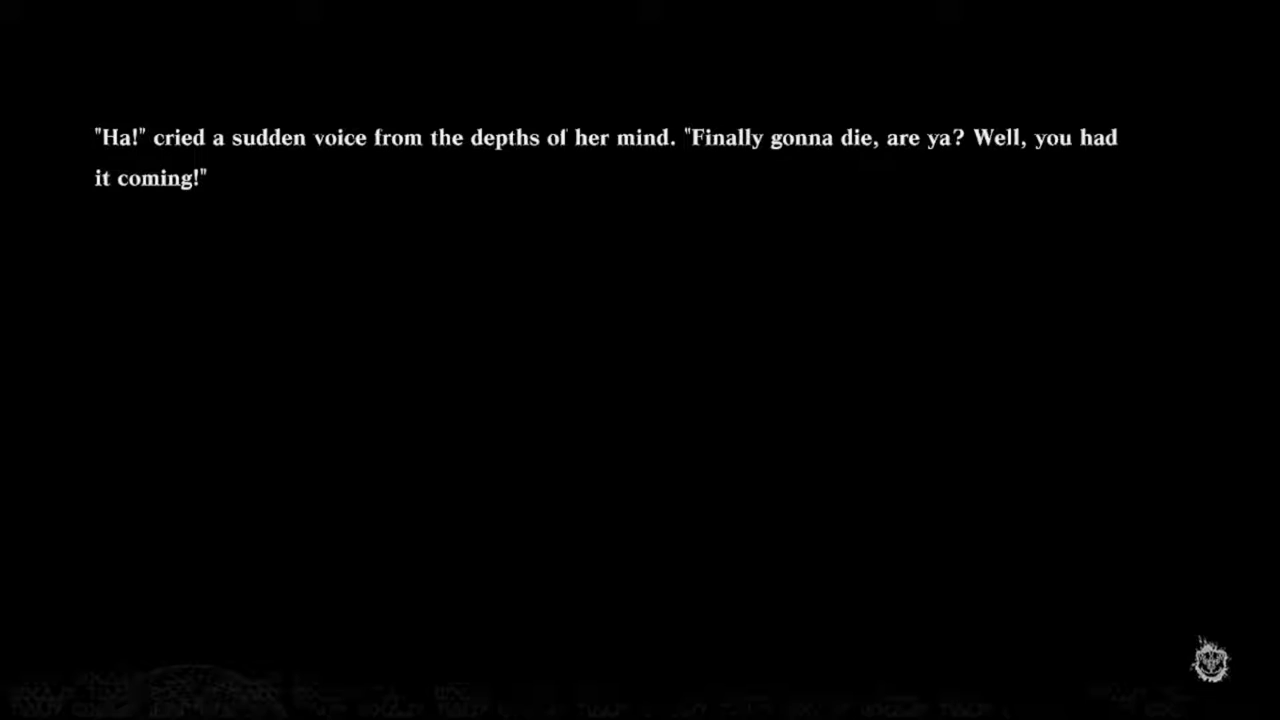 "Ha!" cried a sudden voice from the depths of her mind. "Finally gonna die, are ya? Well, you had
it coming!"